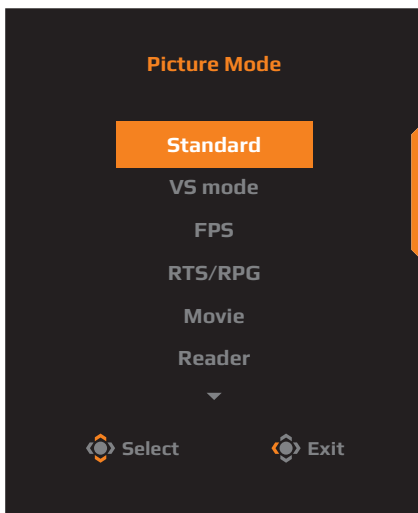 Picture Mode
Standard
VS mode
FPS
RTS/RPG
Movie
Reader
Select Exit